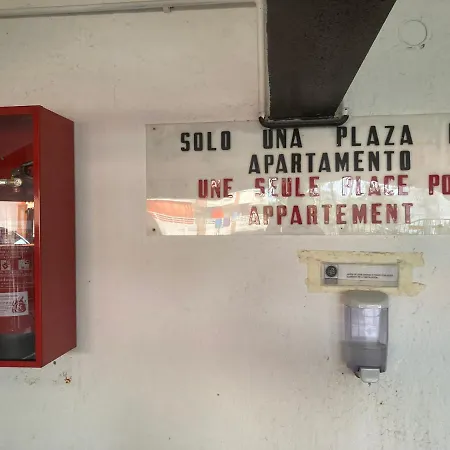 SOLO UNA PLAZA
APARTAMENTO
UNE SEULE PLACE PO
APPARTEMENT